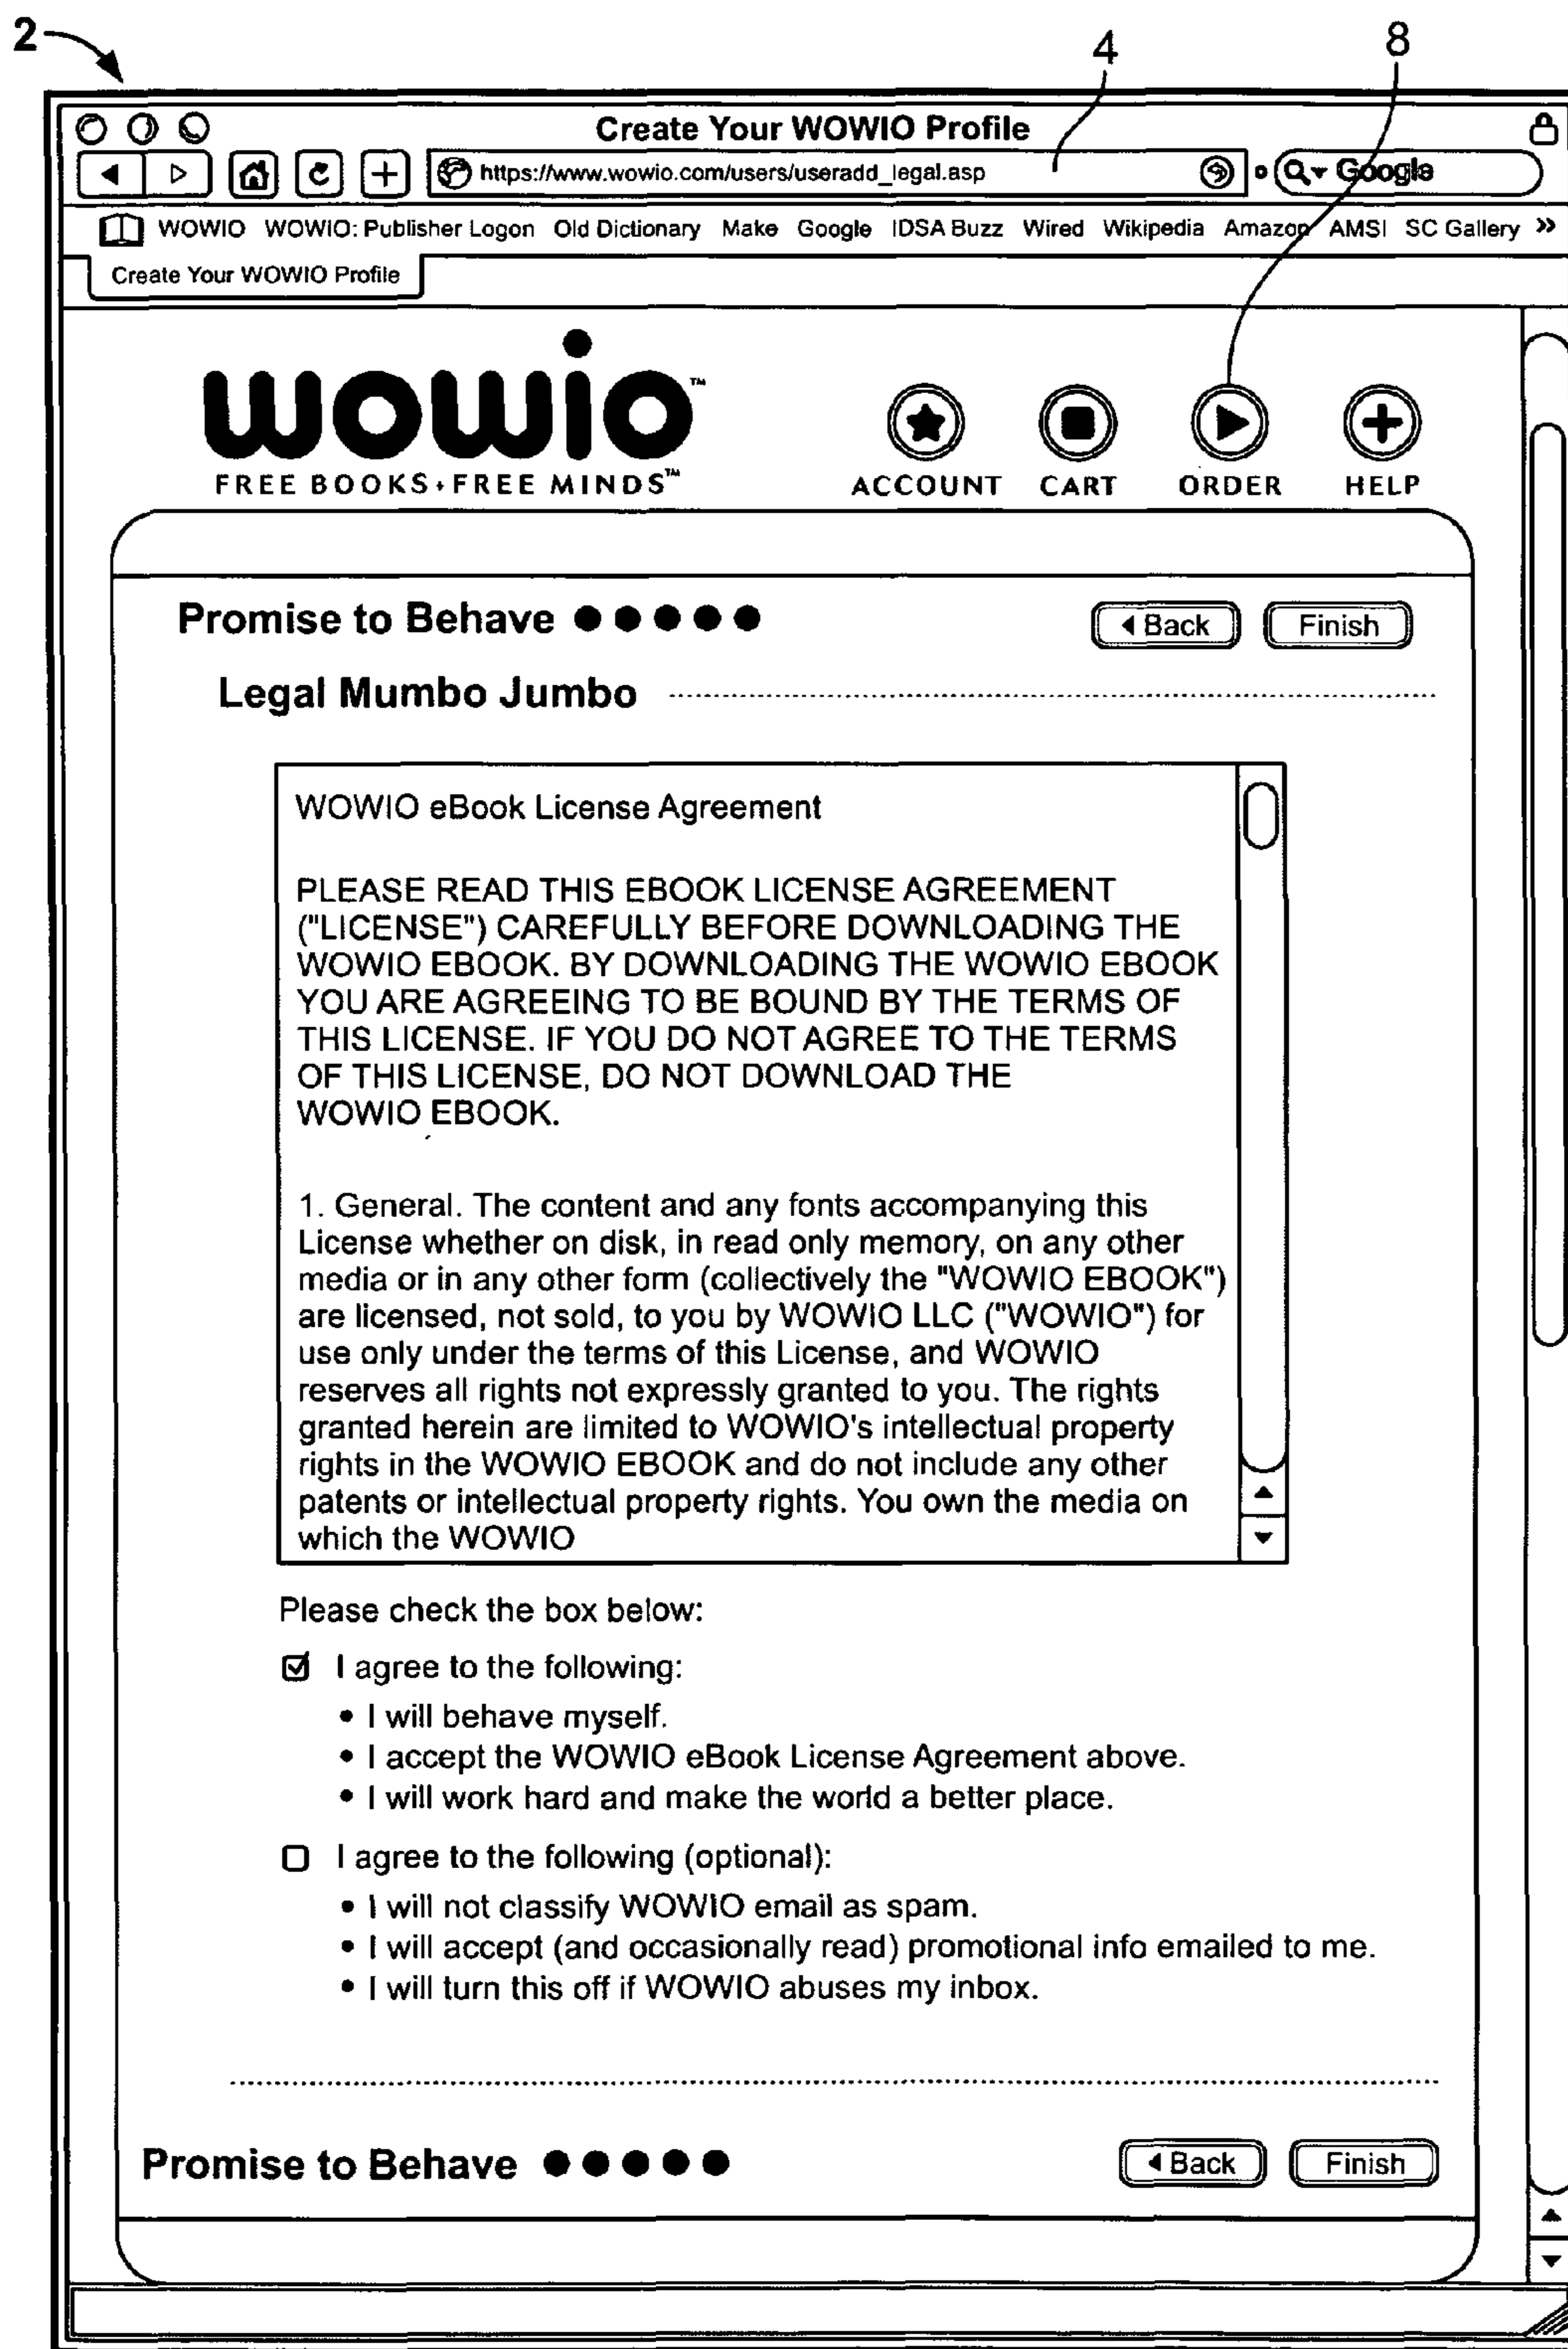 2
4
8
Create Your WOWIO Profile
https://www.wowio.com/users/useradd_legal.asp
Google
WOWIO WOWIO: Publisher Logon Old Dictionary Make Google IDSA Buzz Wired Wikipedia Amazon AMSI SC Gallery »
Create Your WOWIO Profile
wowio™
FREE BOOKS+FREE MINDS™
ACCOUNT CART ORDER HELP
Promise to Behave ●●●●●
Back Finish
Legal Mumbo Jumbo
WOWIO eBook License Agreement
PLEASE READ THIS EBOOK LICENSE AGREEMENT
("LICENSE") CAREFULLY BEFORE DOWNLOADING THE
WOWIO EBOOK. BY DOWNLOADING THE WOWIO EBOOK
YOU ARE AGREEING TO BE BOUND BY THE TERMS OF
THIS LICENSE. IF YOU DO NOT AGREE TO THE TERMS
OF THIS LICENSE, DO NOT DOWNLOAD THE
WOWIO EBOOK.
1. General. The content and any fonts accompanying this
License whether on disk, in read only memory, on any other
media or in any other form (collectively the "WOWIO EBOOK")
are licensed, not sold, to you by WOWIO LLC ("WOWIO") for
use only under the terms of this License, and WOWIO
reserves all rights not expressly granted to you. The rights
granted herein are limited to WOWIO's intellectual property
rights in the WOWIO EBOOK and do not include any other
patents or intellectual property rights. You own the media on
which the WOWIO
Please check the box below:
I agree to the following:
• I will behave myself.
• I accept the WOWIO eBook License Agreement above.
• I will work hard and make the world a better place.
I agree to the following (optional):
• I will not classify WOWIO email as spam.
• I will accept (and occasionally read) promotional info emailed to me.
• I will turn this off if WOWIO abuses my inbox.
Promise to Behave ●●●●●
Back Finish